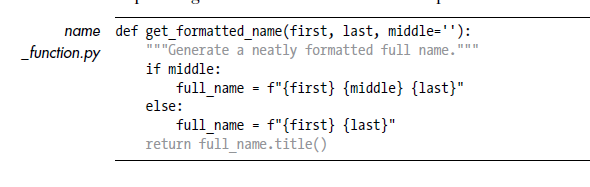 name
_function.py
def get_formatted_name(first, last, middle=''):
    """Generate a neatly formatted full name."""
    if middle:
        full_name = f"{first} {middle} {last}"
    else:
        full_name = f"{first} {last}"
    return full_name.title()